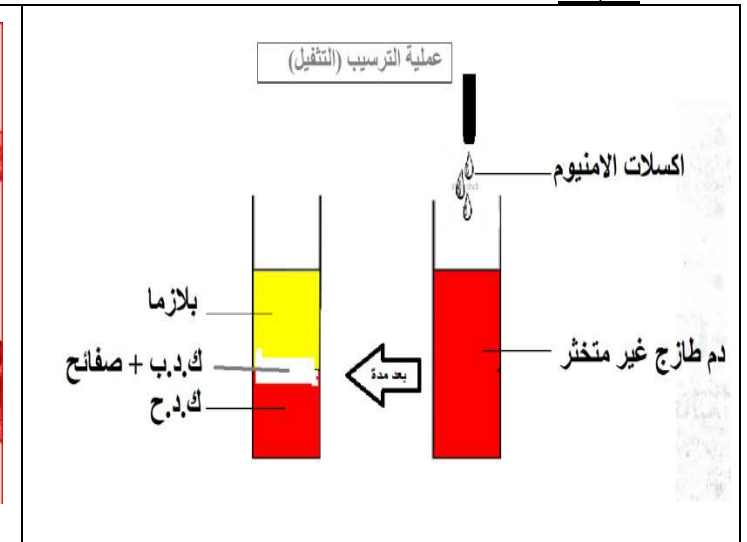 عملية الترسيب (التثفيل)
اكسلات الامنيوم
دم طازج غير متخثر
بعد مدة
بلازما
ك.د.ب + صفائح
ك.د.ح